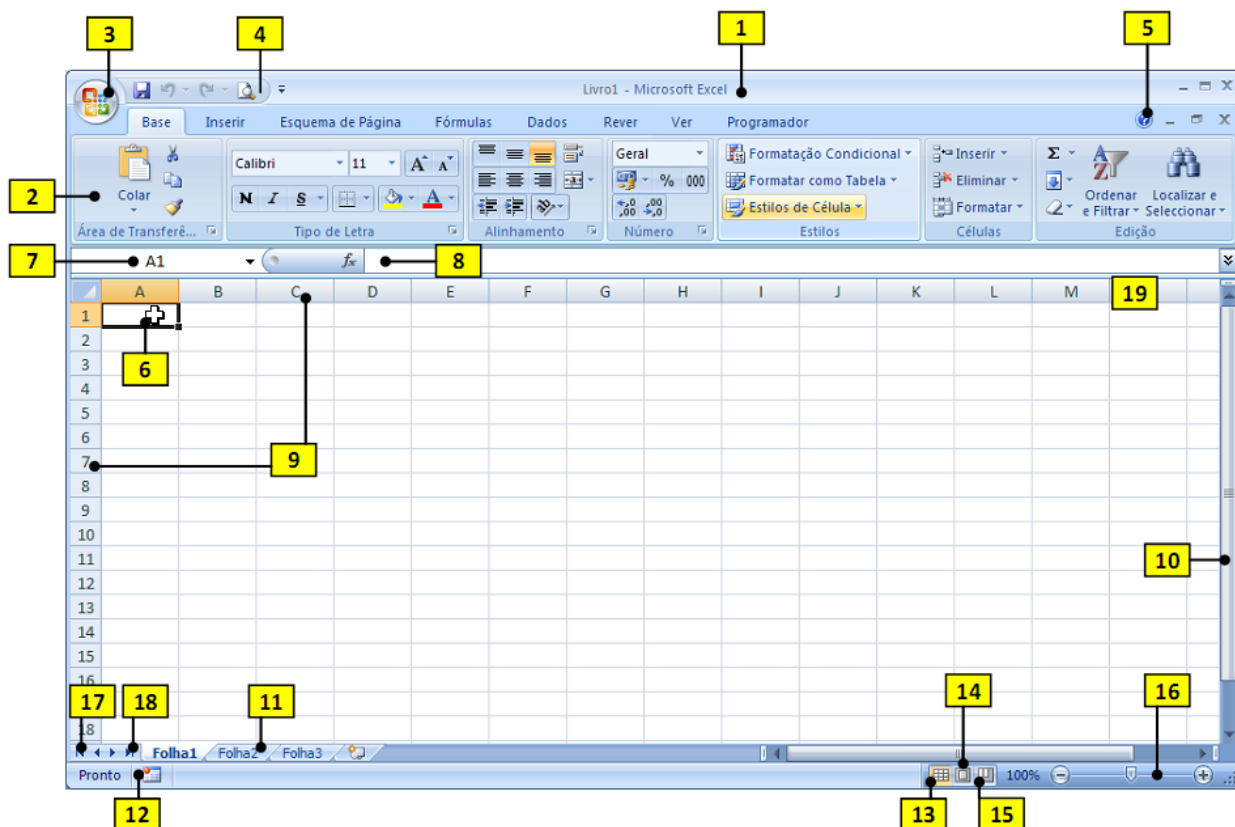 3 4 1 5
Livro1 - Microsoft Excel
Base Inserir Esquema de Página Fórmulas Dados Rever Ver Programador
Calibri 11 A A Geral Formatação Condicional Inserir Σ A Z
2 Colar % 000 Formatar como Tabela Eliminar Ordenar e Filtrar Localizar e Seleccionar
N I S A ,00 ,0 ,00 Estilos de Célula Formatar
Área de Transferê... Tipo de Letra Alinhamento Número Estilos Células Edição
7 A1 fx 8
A B C D E F G H I J K L M 19
1
6
2
3
4
5
6
7 9
8
9
10
11 10
12
13
14
15
16
17 18 11 14 16
18
Folha1 Folha2 Folha3
Pronto 100%
12 13 15